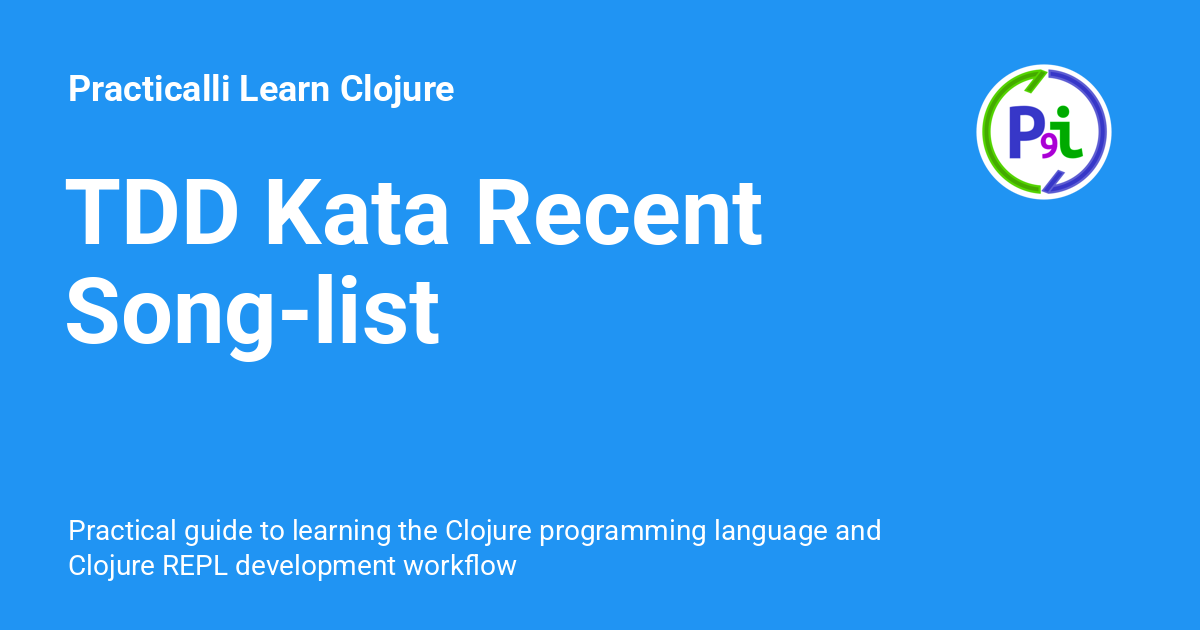 Practicalli Learn Clojure
P9i
TDD Kata Recent
Song-list
Practical guide to learning the Clojure programming language and
Clojure REPL development workflow